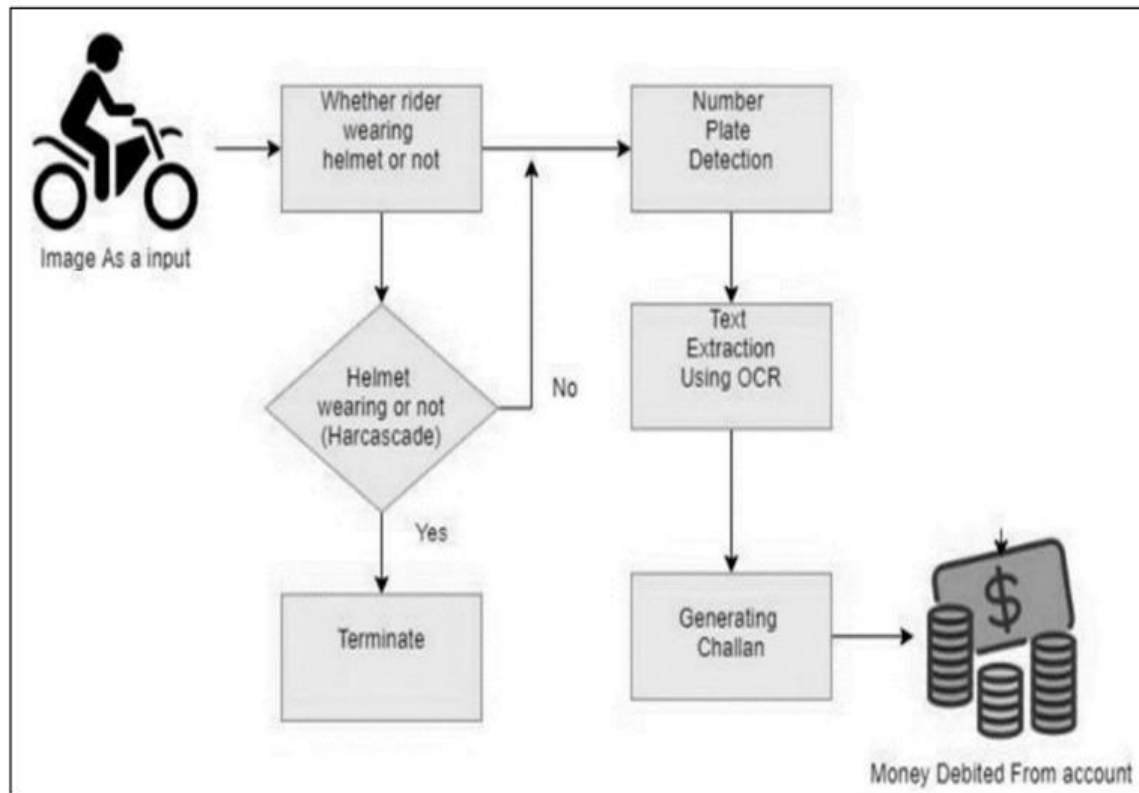 Image As a input
Whether rider
wearing
helmet or not
Helmet
wearing or not
(Harcascade)
No
Yes
Terminate
Number
Plate
Detection
Text
Extraction
Using OCR
Generating
Challan
$
Money Debited From account